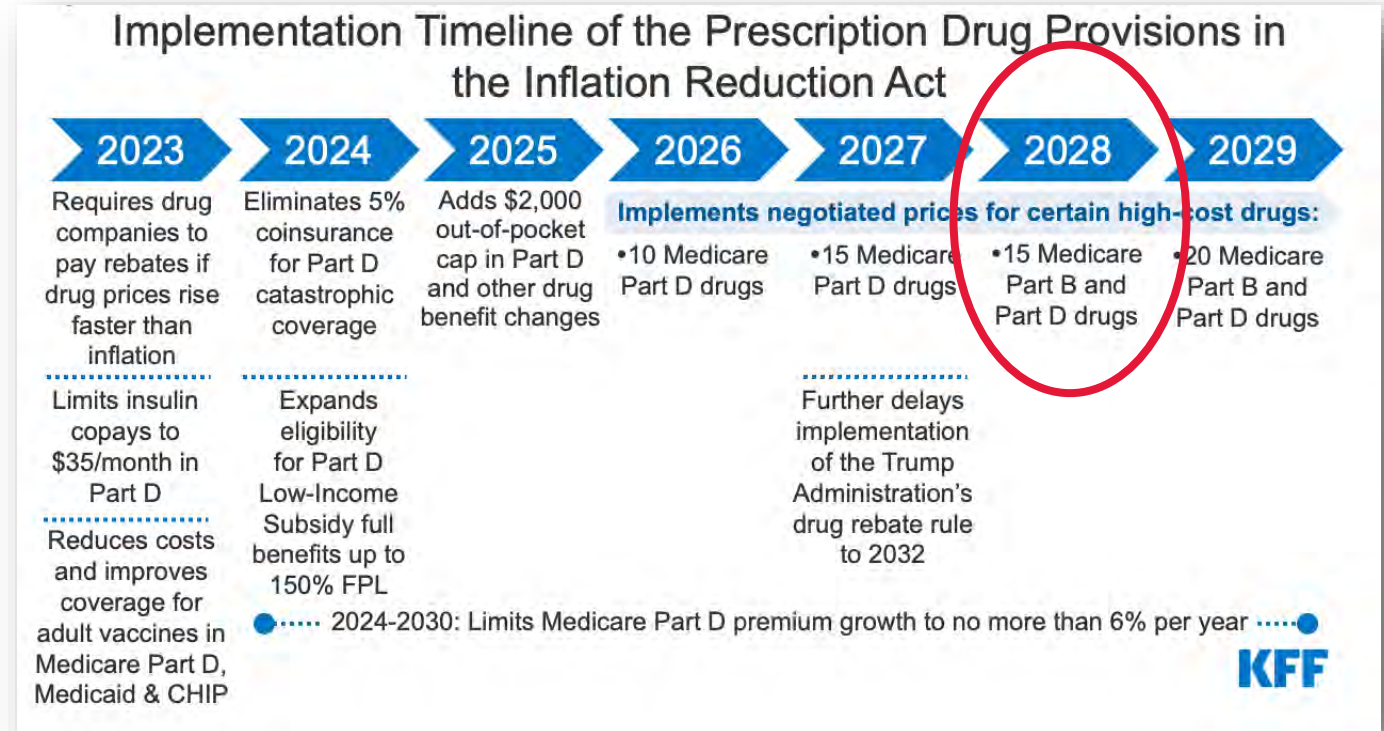 Implementation Timeline of the Prescription Drug Provisions in
the Inflation Reduction Act
2023
Requires drug
companies to
pay rebates if
drug prices rise
faster than
inflation
Limits insulin
copays to
$35/month in
Part D
Reduces costs
and improves
coverage for
adult vaccines in
Medicare Part D,
Medicaid & CHIP
2024
Eliminates 5%
coinsurance
for Part D
catastrophic
coverage
Expands
eligibility
for Part D
Low-Income
Subsidy full
benefits up to
150% FPL
2025
Adds $2,000
out-of-pocket
cap in Part D
and other drug
benefit changes
2026
2027
2028
2029
Implements negotiated prices for certain high-cost drugs:
•10 Medicare
Part D drugs
•15 Medicare
Part D drugs
Further delays
implementation
of the Trump
Administration's
drug rebate rule
to 2032
•15 Medicare
Part B and
Part D drugs
•20 Medicare
Part B and
Part D drugs
2024-2030: Limits Medicare Part D premium growth to no more than 6% per year
KFF